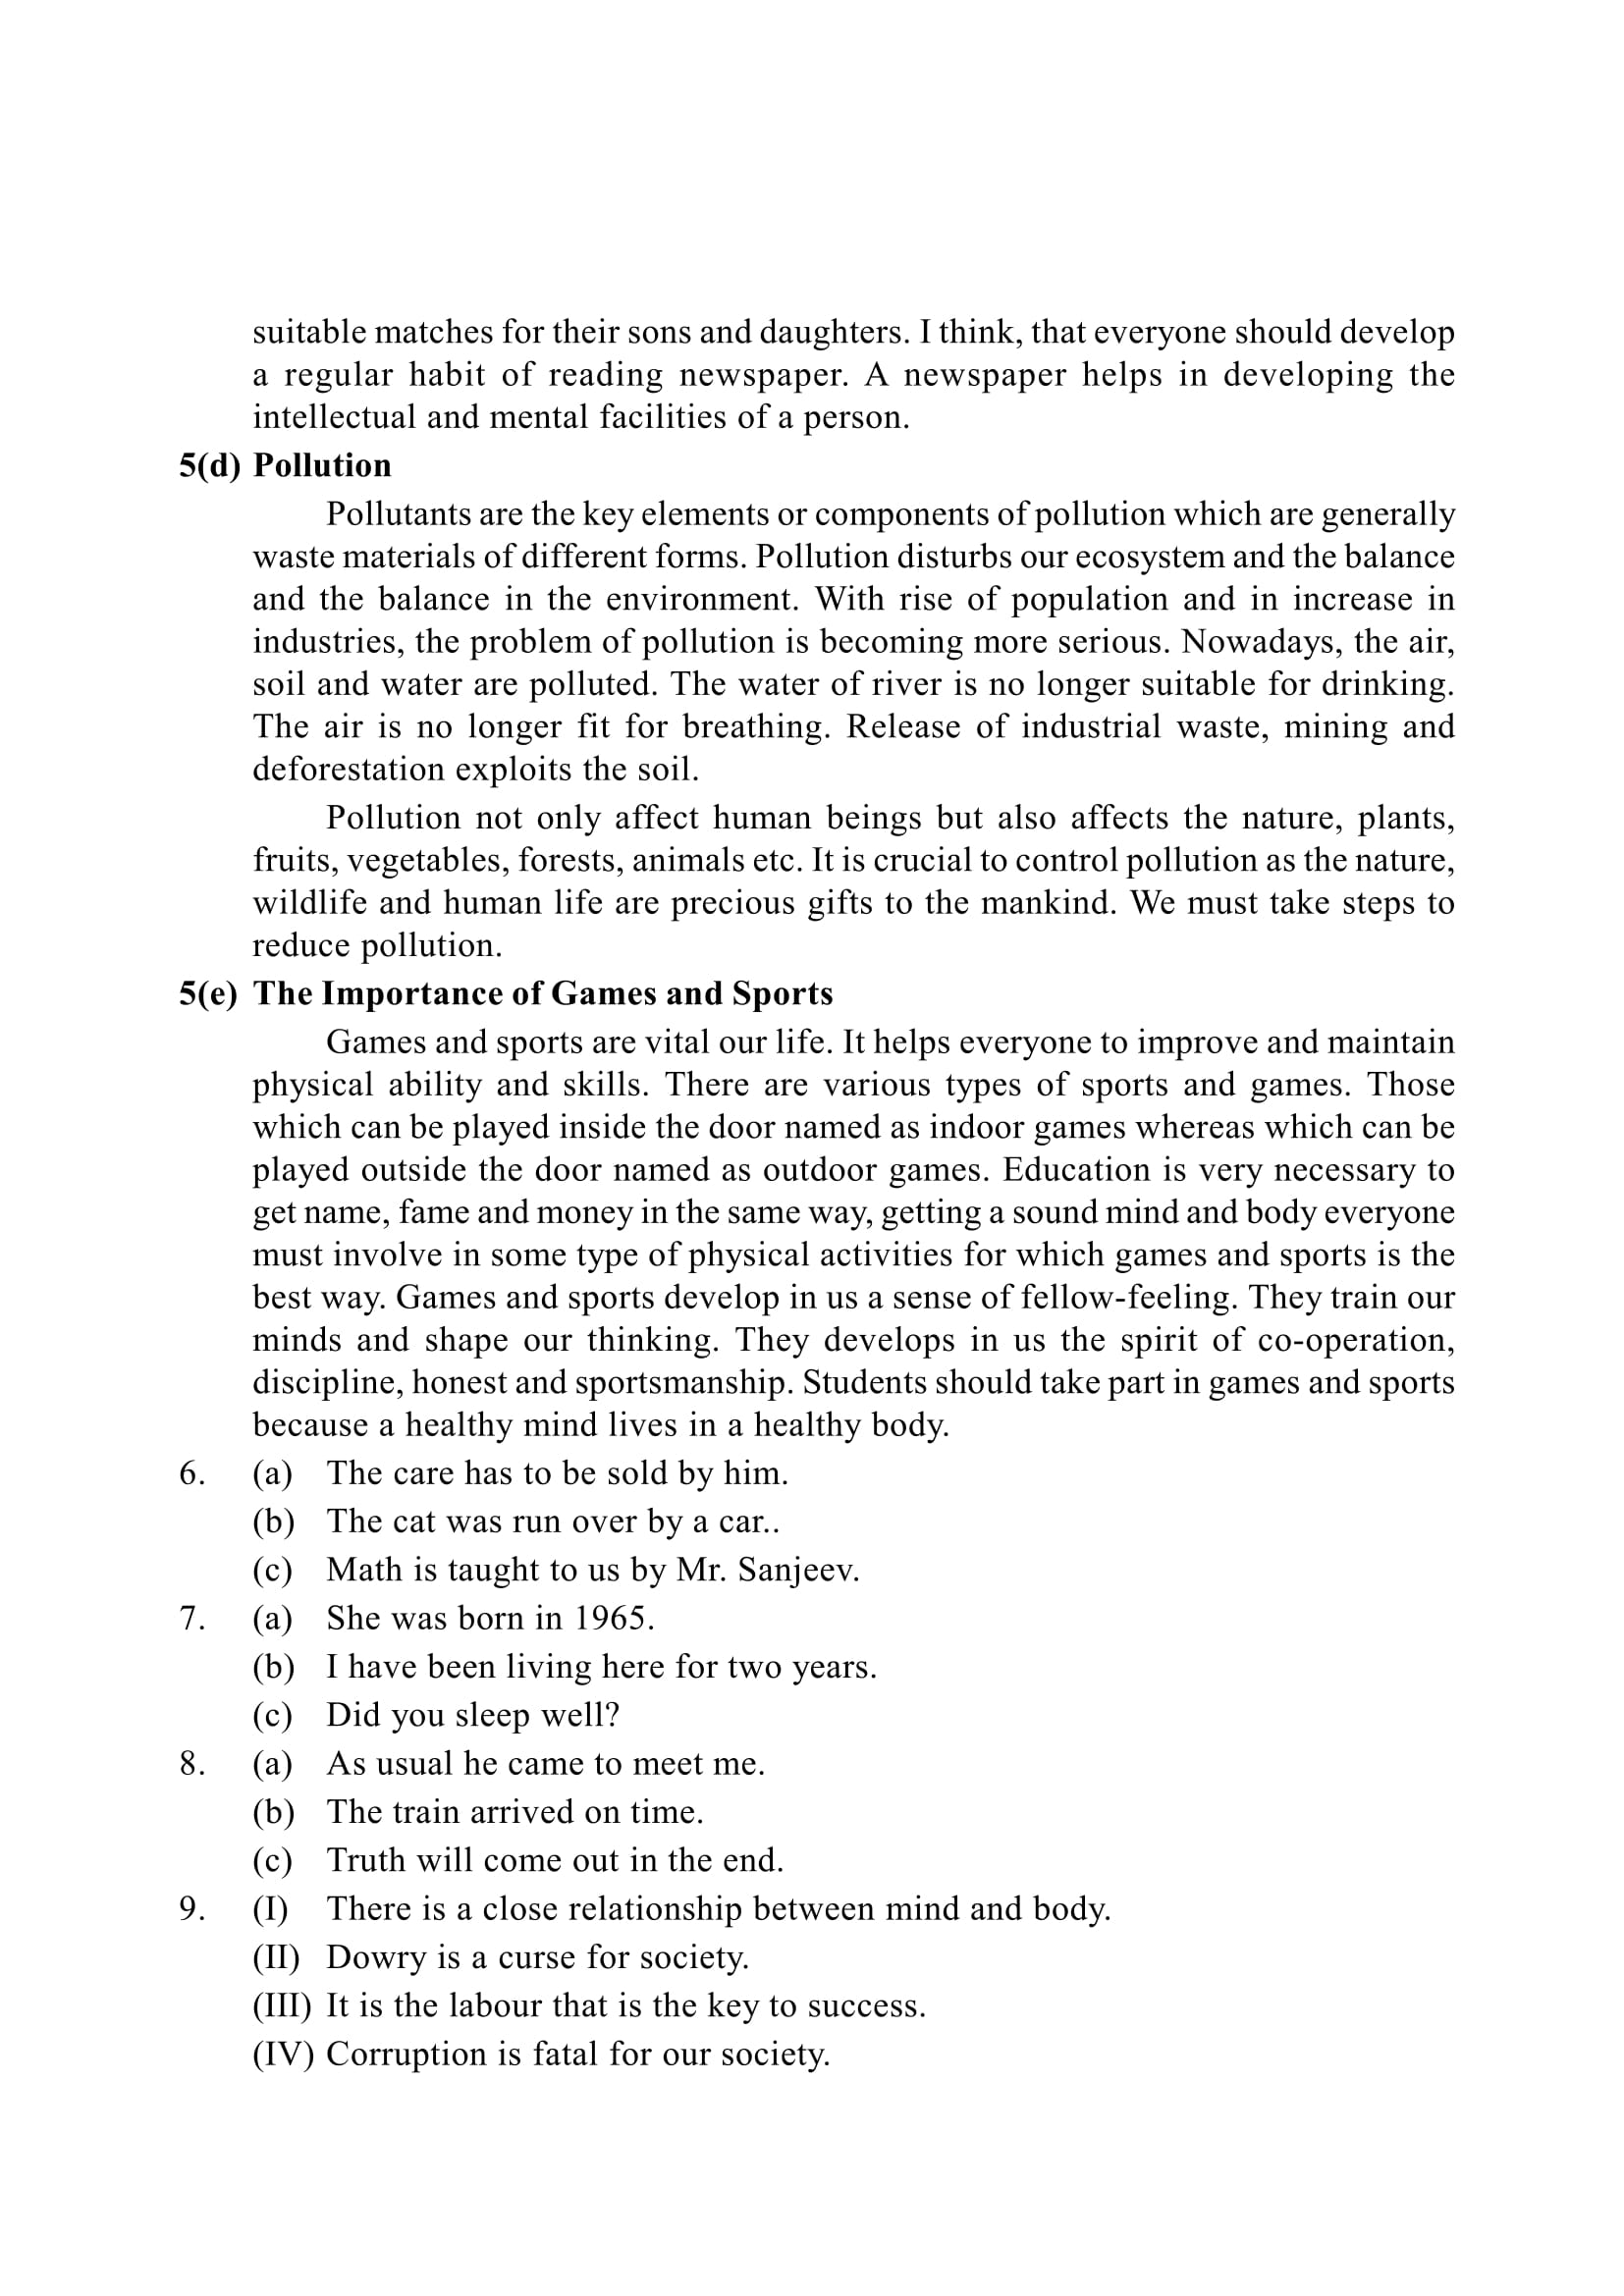 suitable matches for their sons and daughters. I think, that everyone should develop
a regular habit of reading newspaper. A newspaper helps in developing the
intellectual and mental facilities of a person.
5(d) Pollution
Pollutants are the key elements or components of pollution which are generally
waste materials of different forms. Pollution disturbs our ecosystem and the balance
and the balance in the environment. With rise of population and in increase in
industries, the problem of pollution is becoming more serious. Nowadays, the air,
soil and water are polluted. The water of river is no longer suitable for drinking.
The air is no longer fit for breathing. Release of industrial waste, mining and
deforestation exploits the soil.
Pollution not only affect human beings but also affects the nature, plants,
fruits, vegetables, forests, animals etc. It is crucial to control pollution as the nature,
wildlife and human life are precious gifts to the mankind. We must take steps to
reduce pollution.
5(e) The Importance of Games and Sports
Games and sports are vital our life. It helps everyone to improve and maintain
physical ability and skills. There are various types of sports and games. Those
which can be played inside the door named as indoor games whereas which can be
played outside the door named as outdoor games. Education is very necessary to
get name, fame and money in the same way, getting a sound mind and body everyone
must involve in some type of physical activities for which games and sports is the
best way. Games and sports develop in us a sense of fellow-feeling. They train our
minds and shape our thinking. They develops in us the spirit of co-operation,
discipline, honest and sportsmanship. Students should take part in games and sports
because a healthy mind lives in a healthy body.
6. (a) The care has to be sold by him.
(b) The cat was run over by a car..
(c) Math is taught to us by Mr. Sanjeev.
7. (a) She was born in 1965.
(b) I have been living here for two years.
(c) Did you sleep well?
8. (a) As usual he came to meet me.
(b) The train arrived on time.
(c) Truth will come out in the end.
9. (I) There is a close relationship between mind and body.
(II) Dowry is a curse for society.
(III) It is the labour that is the key to success.
(IV) Corruption is fatal for our society.